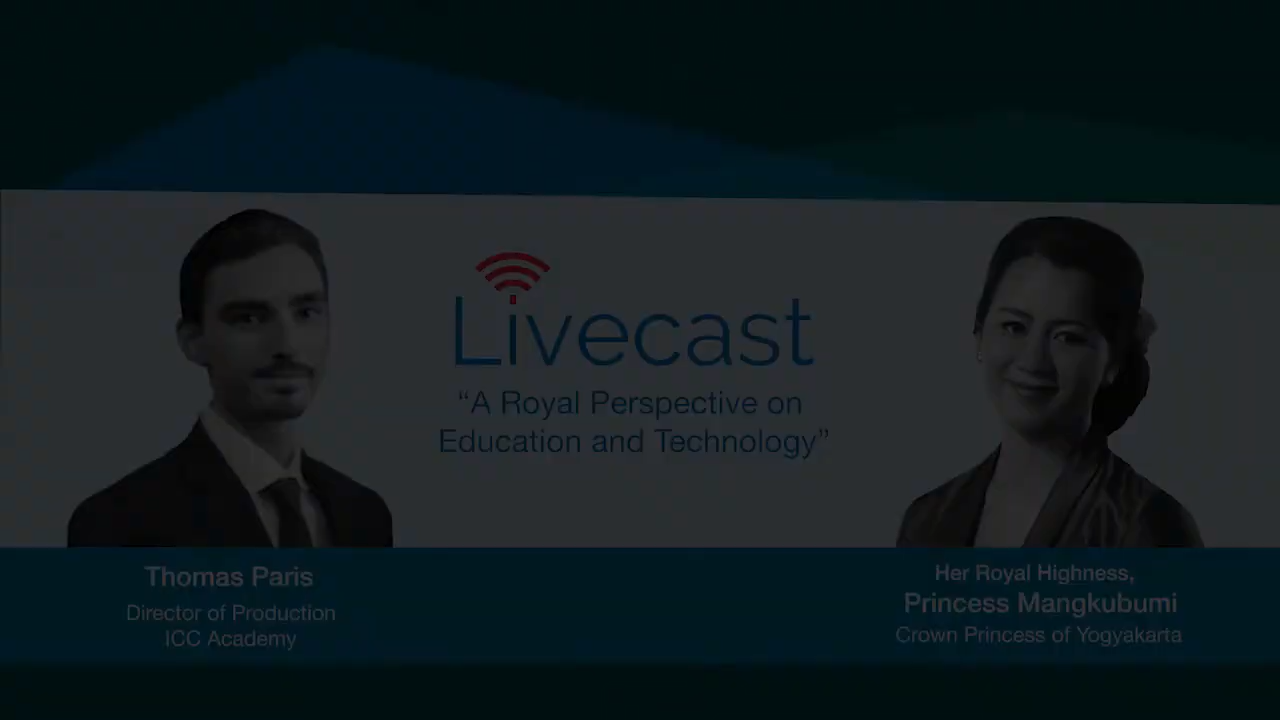 Livecast
“A Royal Perspective on
Education and Technology”
Thomas Paris
Director of Production
ICC Academy
Her Royal Highness,
Princess Mangkubumi
Crown Princess of Yogyakarta